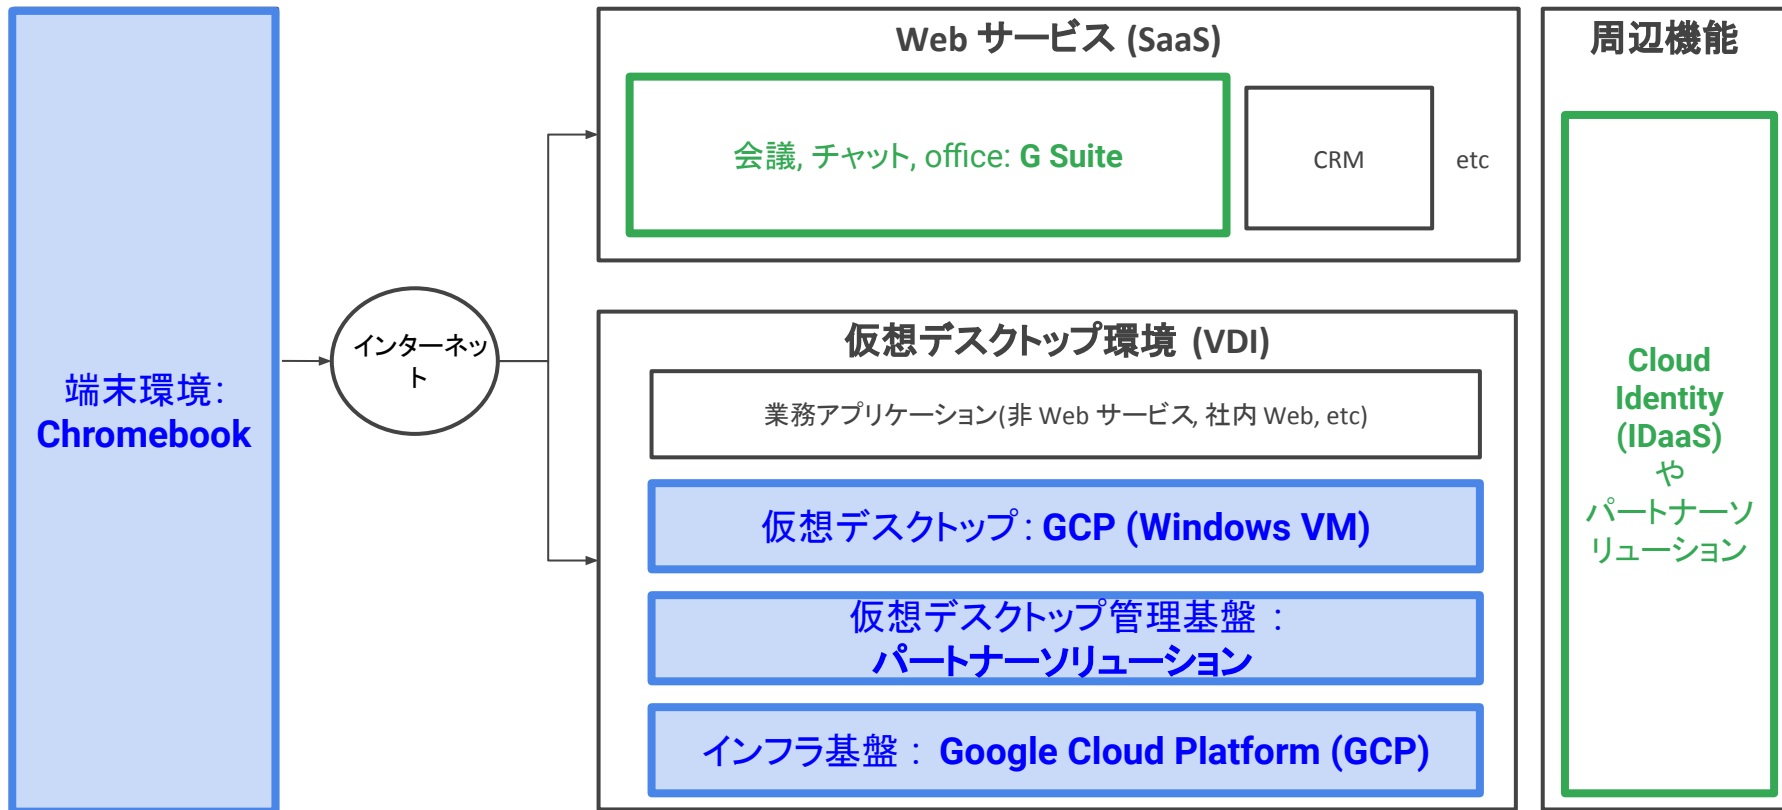 端末環境:
Chromebook
インターネッ
ト
Web サービス (SaaS)
会議, チャット, office: G Suite
CRM
etc
仮想デスクトップ環境 (VDI)
業務アプリケーション(非 Web サービス, 社内 Web, etc)
仮想デスクトップ : GCP (Windows VM)
仮想デスクトップ管理基盤 :
パートナーソリューション
インフラ基盤 : Google Cloud Platform (GCP)
周辺機能
Cloud
Identity
(IDaaS)
や
パートナーソ
リューション